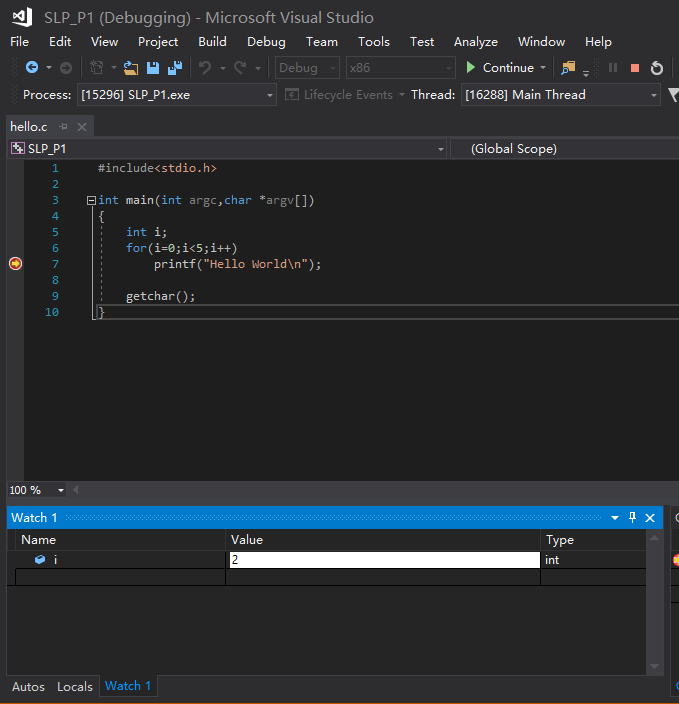 SLP_P1 (Debugging) - Microsoft Visual Studio
File Edit View Project Build Debug Team Tools Test Analyze Window Help
Debug x86 Continue
Process: [15296] SLP_P1.exe Lifecycle Events Thread: [16288] Main Thread
hello.c
SLP_P1 (Global Scope)
1 #include<stdio.h>
2
3 int main(int argc,char *argv[])
4 {
5 int i;
6 for(i=0;i<5;i++)
7 printf("Hello World\n");
8
9 getchar();
10 }
100 %
Watch 1
Name Value Type
i 2 int
Autos Locals Watch 1